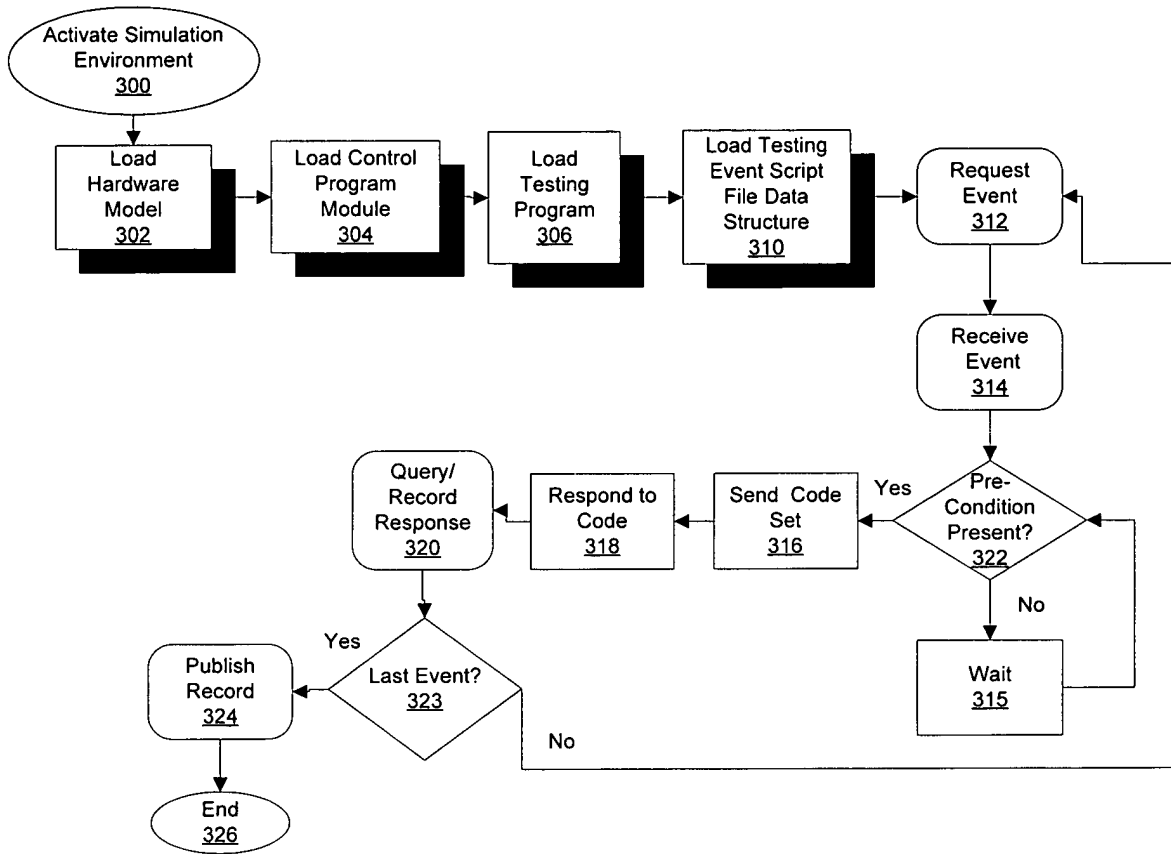 Activate Simulation
Environment
300
Load
Hardware
Model
302
Load Control
Program
Module
304
Load
Testing
Program
306
Load Testing
Event Script
File Data
Structure
310
Request
Event
312
Receive
Event
314
Pre-
Condition
Present?
322
Yes
No
Wait
315
Send Code
Set
316
Respond to
Code
318
Query/
Record
Response
320
Last Event?
323
Yes
No
Publish
Record
324
End
326